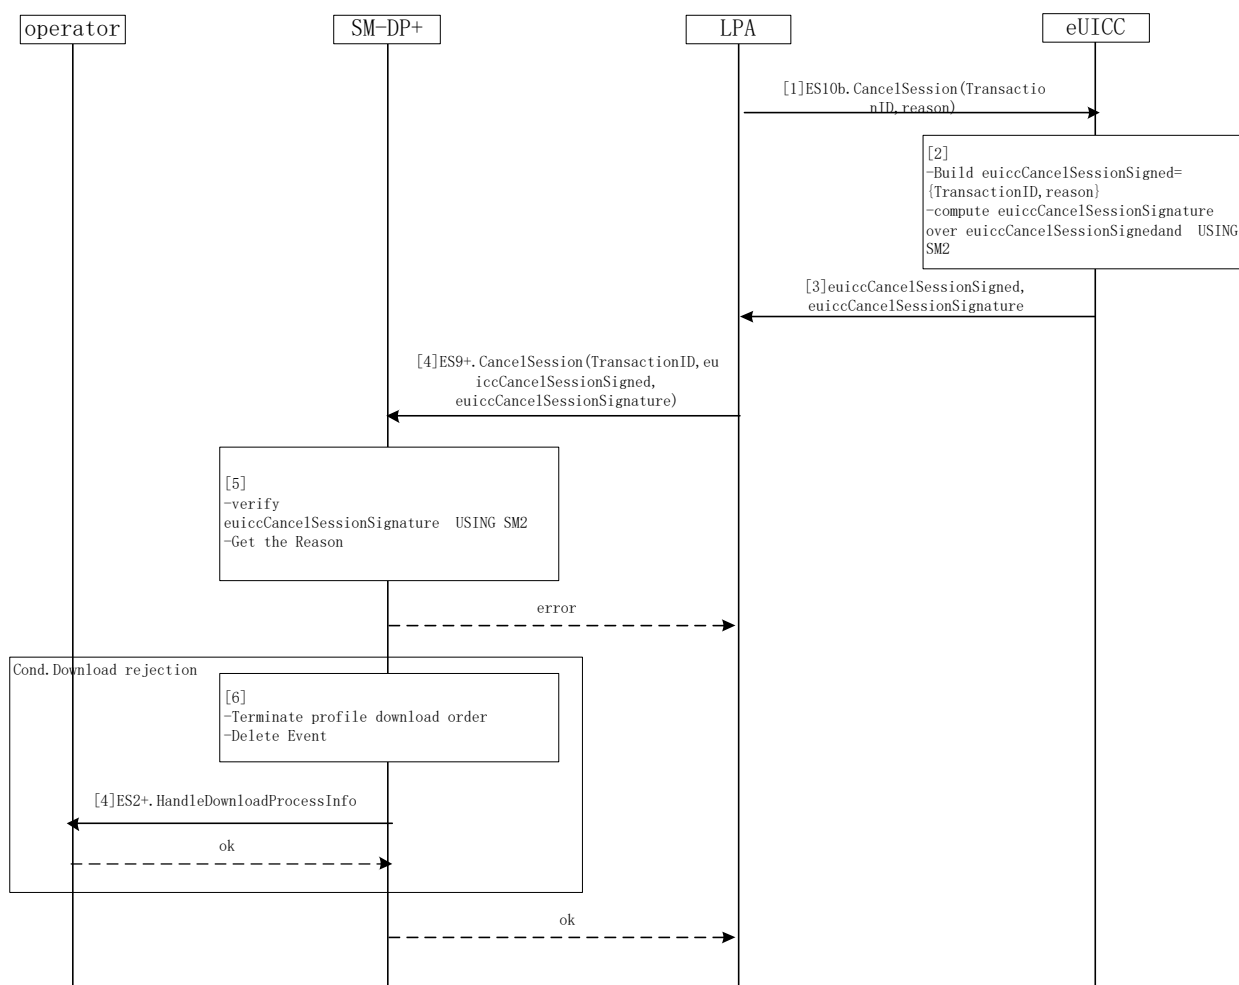 operator
SM-DP+
LPA
eUICC
[1]ES10b.CancelSession(Transactio
nID,reason)
[2]
-Build euiccCancelSessionSigned=
{TransactionID,reason}
-compute euiccCancelSessionSignature
over euiccCancelSessionSignedand  USING
SM2
[3]euiccCancelSessionSigned,
euiccCancelSessionSignature
[4]ES9+.CancelSession(TransactionID,eu
iccCancelSessionSigned,
euiccCancelSessionSignature)
[5]
-verify
euiccCancelSessionSignature  USING SM2
-Get the Reason
error
Cond.Download rejection
[6]
-Terminate profile download order
-Delete Event
[4]ES2+.HandleDownloadProcessInfo
ok
ok